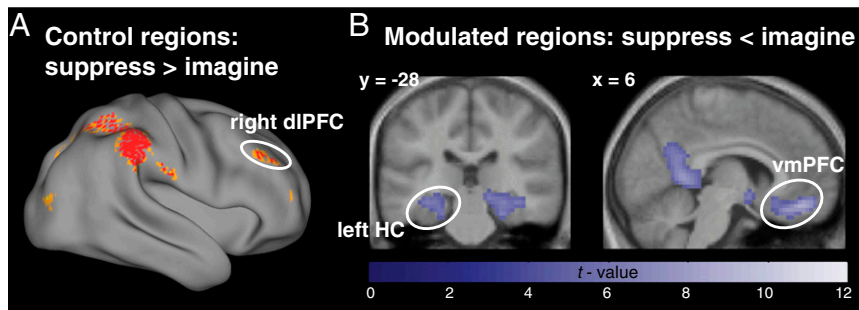 A
Control regions:
suppress > imagine
right dlPFC
B
Modulated regions: suppress < imagine
y = -28
x = 6
vmPFC
left HC
t - value
0 2 4 6 8 10 12